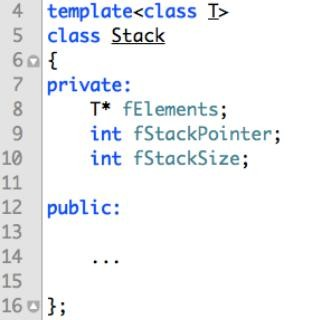 4 template<class T>
5 class Stack
6 {
7 private:
8 T* fElements;
9 int fStackPointer;
10 int fStackSize;
11
12 public:
13
14 ...
15
16 };